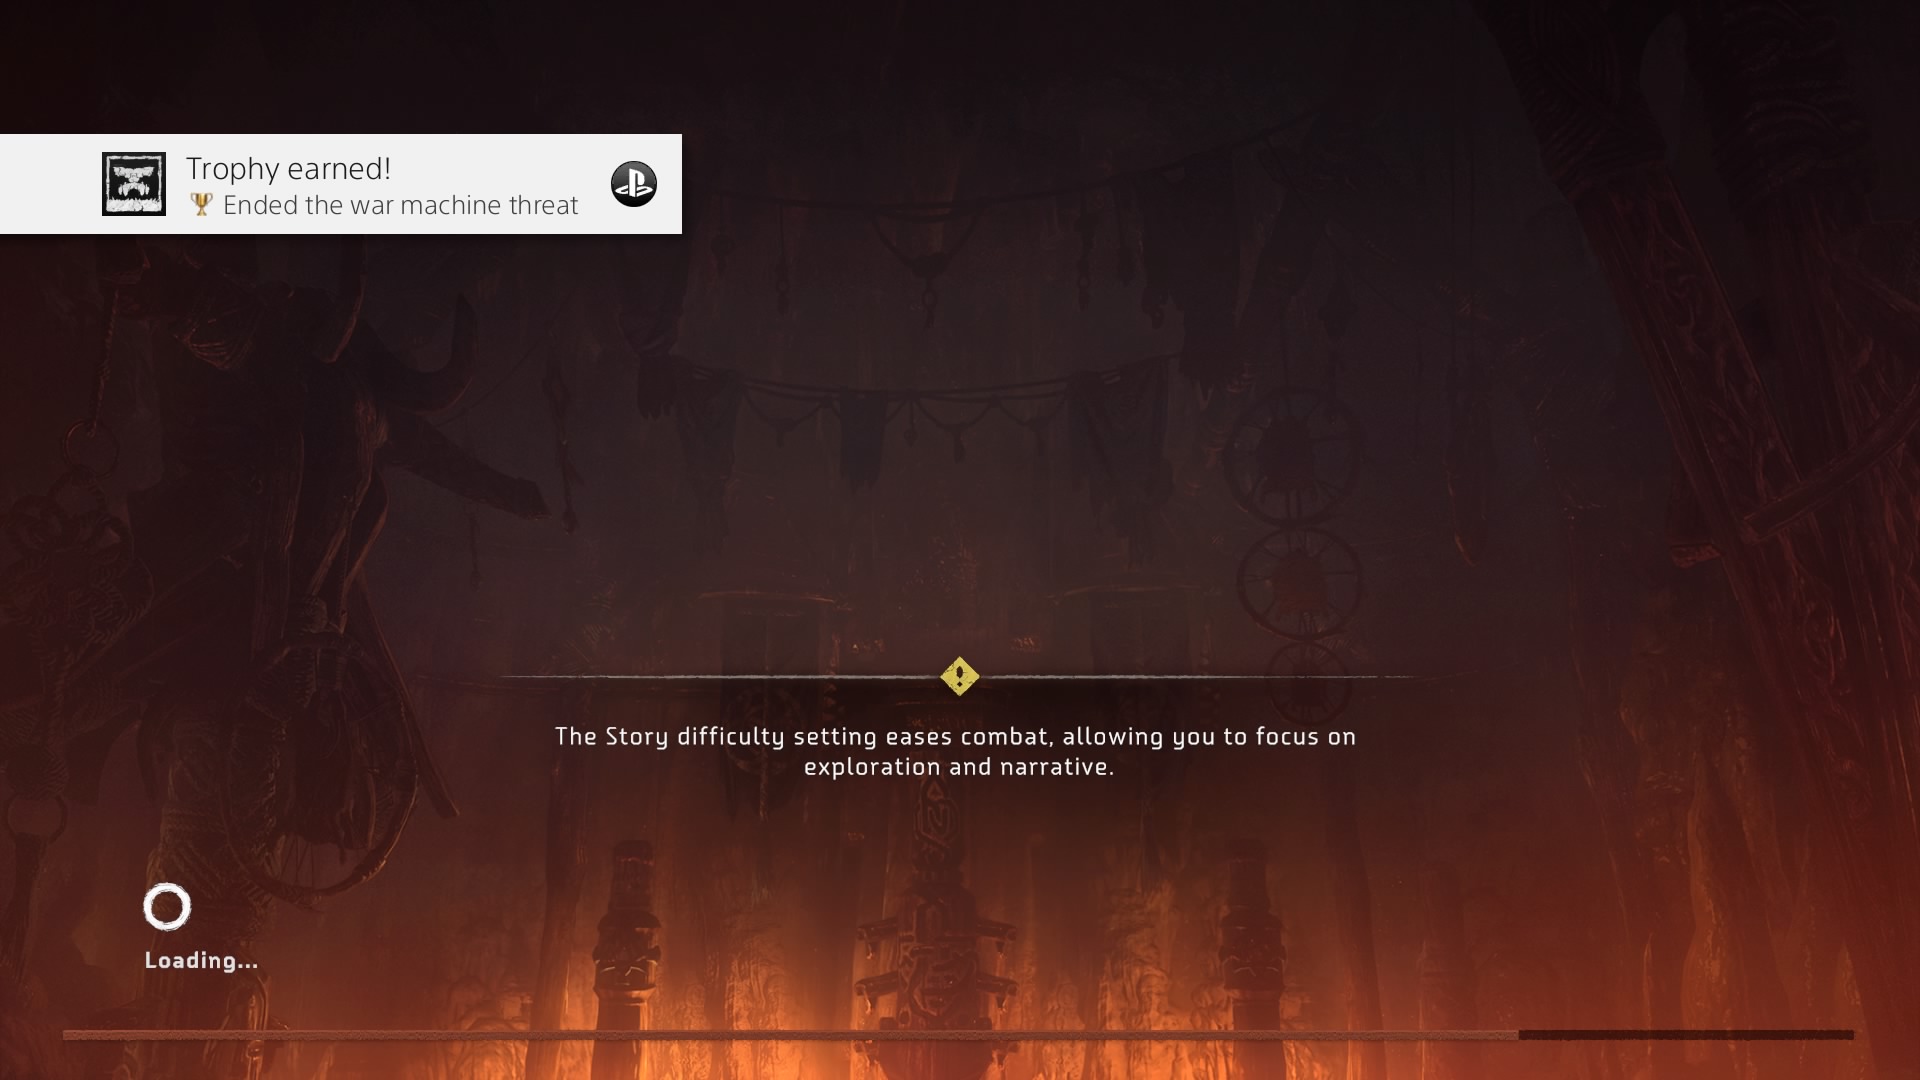 Trophy earned!
Ended the war machine threat
The Story difficulty setting eases combat, allowing you to focus on
exploration and narrative.
Loading...